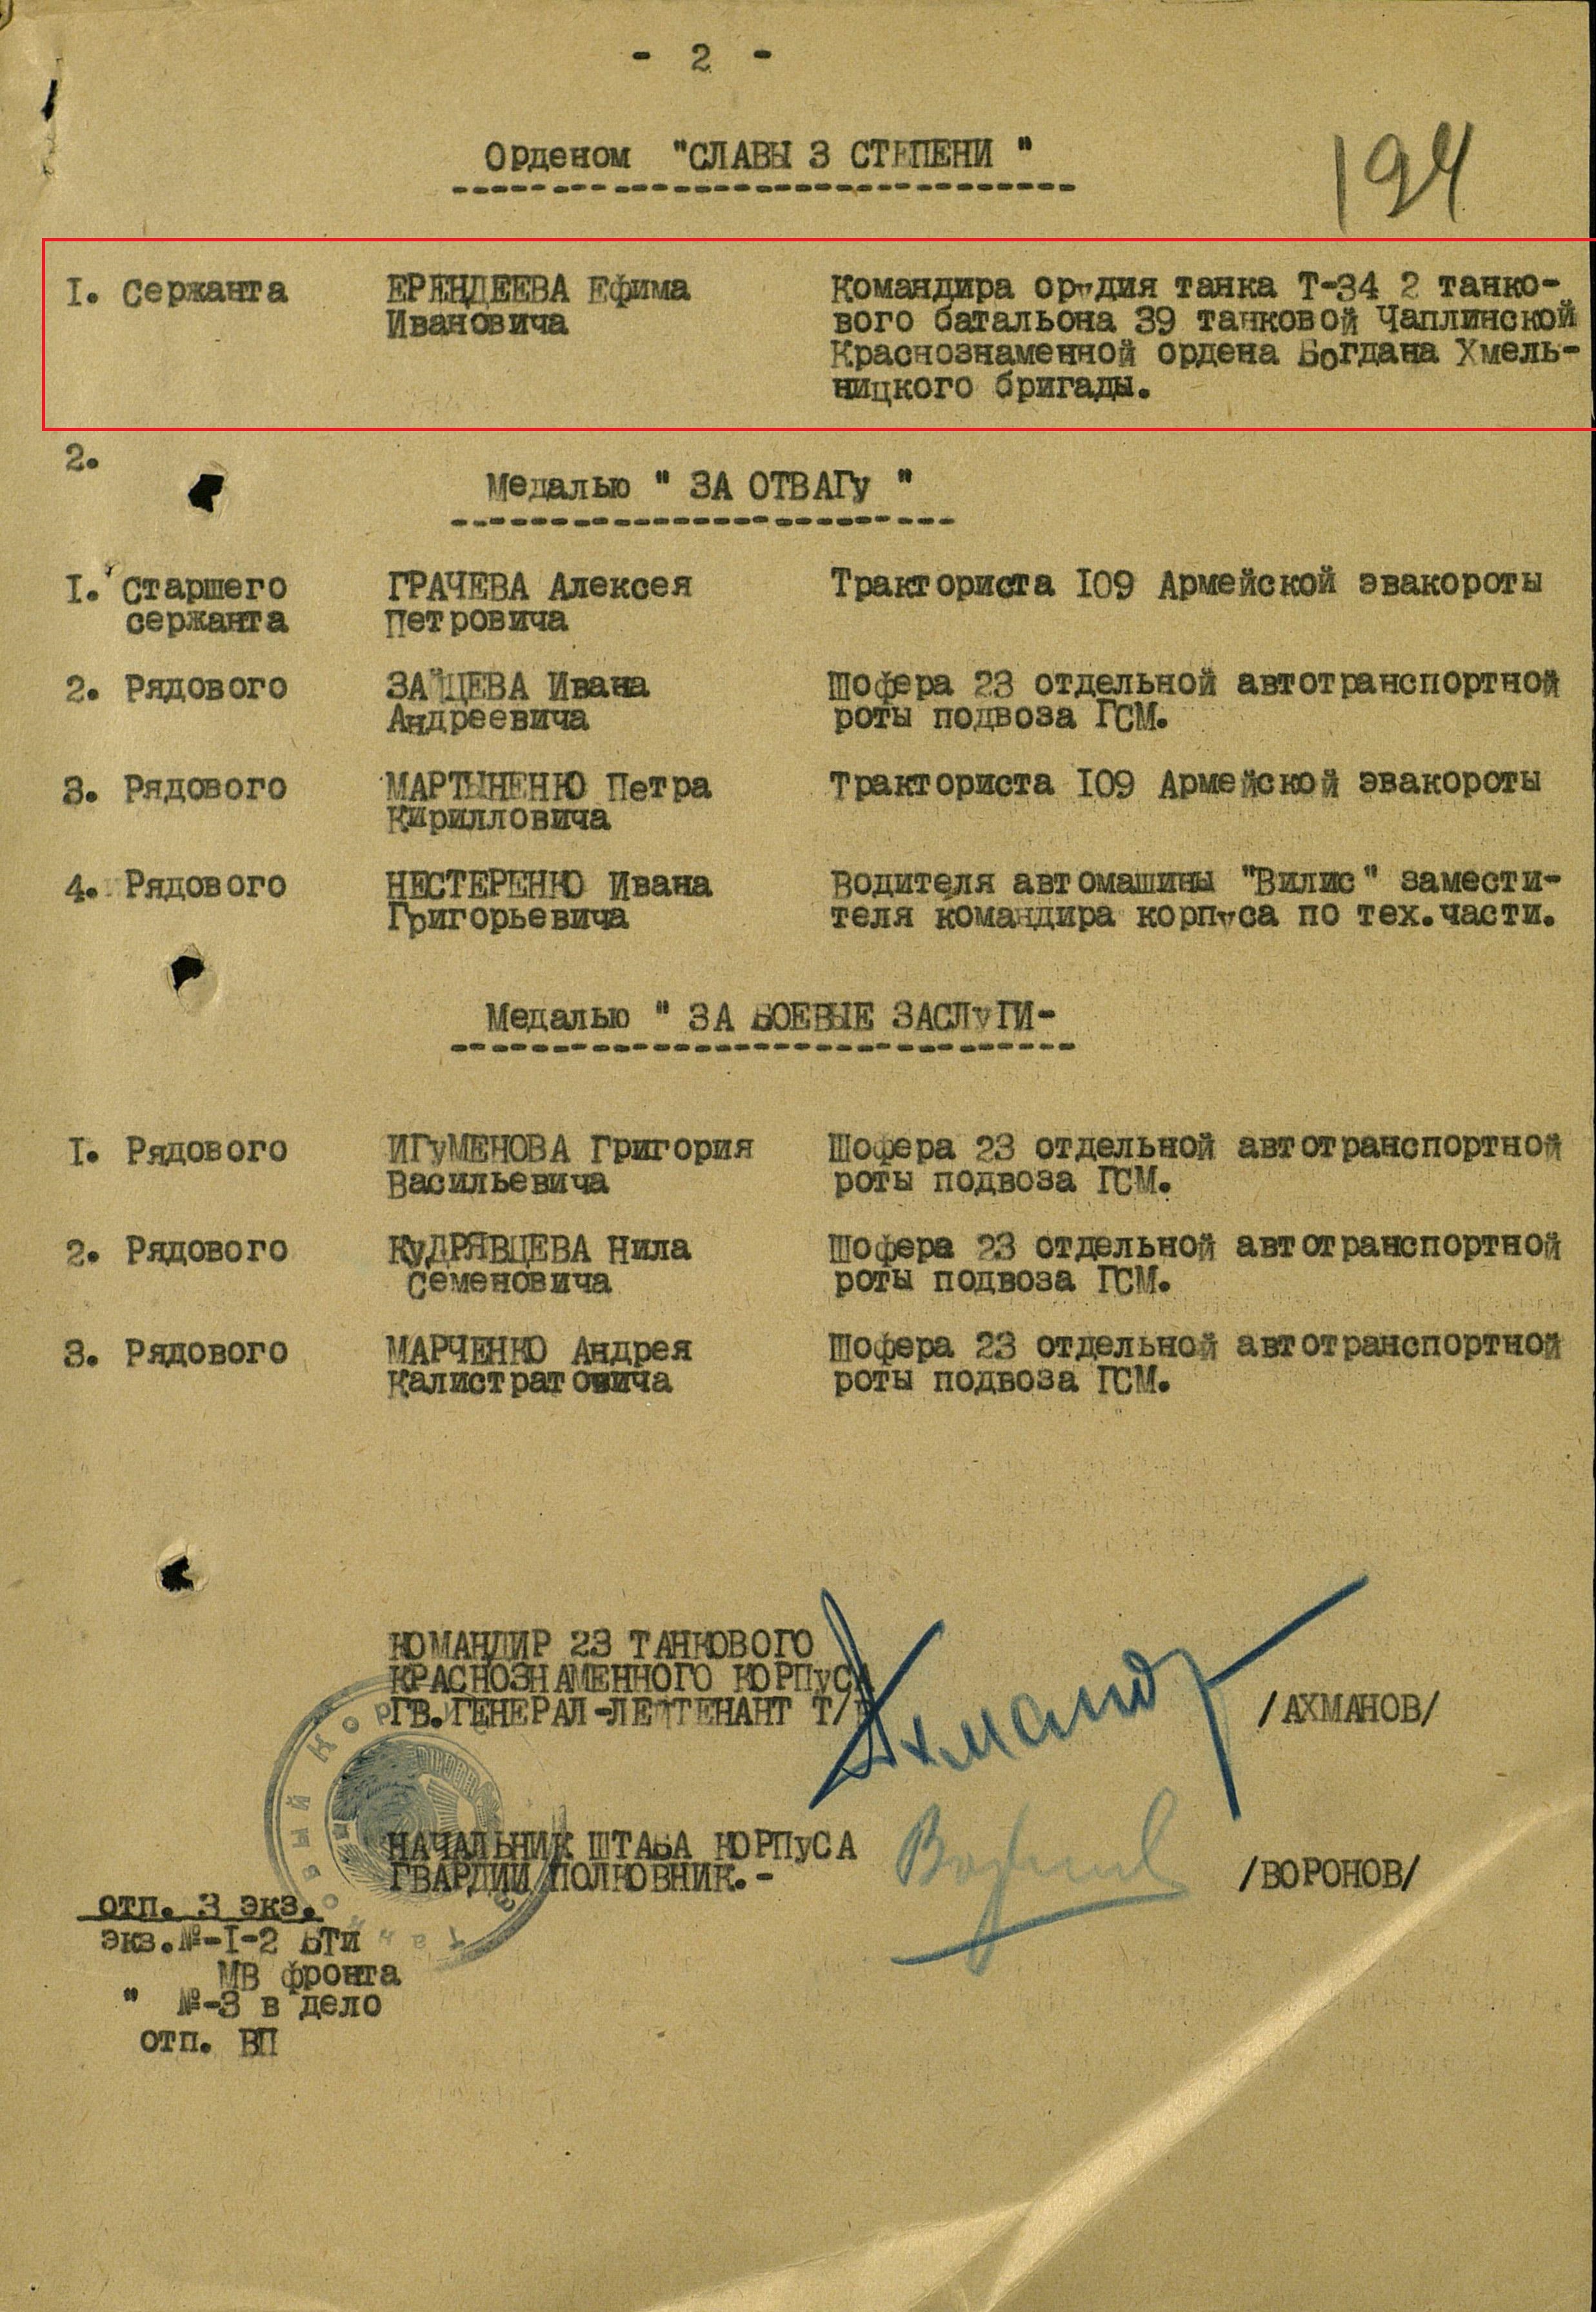 - 2 -
194
Орденом "СЛАВЫ 3 СТЕПЕНИ "
I. Сержанта ЕРЕНДЕЕВА Ефима Командира орудия танка Т-34 2 танко-
Ивановича вого батальона 39 танковой Чаплинской
Краснознаменной ордена Богдана Хмель-
ницкого бригады.
2.
Медалью " ЗА ОТВАГУ "
I. Старшего ГРАЧЕВА Алексея Тракториста I09 Армейской эвакороты
сержанта Петровича
2. Рядового ЗАЙЦЕВА Ивана Шофера 23 отдельной автотранспортной
Андреевича роты подвоза ГСМ.
3. Рядового МАРТЫНЕНЮ Петра Тракториста I09 Армейской эвакороты
Кирилловича
4. Рядового НЕСТЕРЕНЮ Ивана Водителя автомашины "Вилис" замести-
Григорьевича теля командира корпуса по тех.части.
Медалью " ЗА БОЕВЫЕ ЗАСЛУГИ-
I. Рядового ИГУМЕНОВА Григория Шофера 23 отдельной автотранспортной
Васильевича роты подвоза ГСМ.
2. Рядового КУДРЯВЦЕВА Нила Шофера 23 отдельной автотранспортной
Семеновича роты подвоза ГСМ.
3. Рядового МАРЧЕНКО Андрея Шофера 23 отдельной автотранспортной
Калистратовича роты подвоза ГСМ.
КОМАНДИР 23 ТАНКОВОГО
КРАСНОЗНАМЕННОГО КОРПУСА
ГВ.ГЕНЕРАЛ-ЛЕЙТЕНАНТ Т/В Ахманов /АХМАНОВ/
НАЧАЛЬНИК ШТАБА КОРПУСА
ГВАРДИИ ПОЛКОВНИК.- Воронов /ВОРОНОВ/
отп. 3 экз.
экз.№-I-2 БТи
МВ фронта
" №-3 в дело
отп. ВП